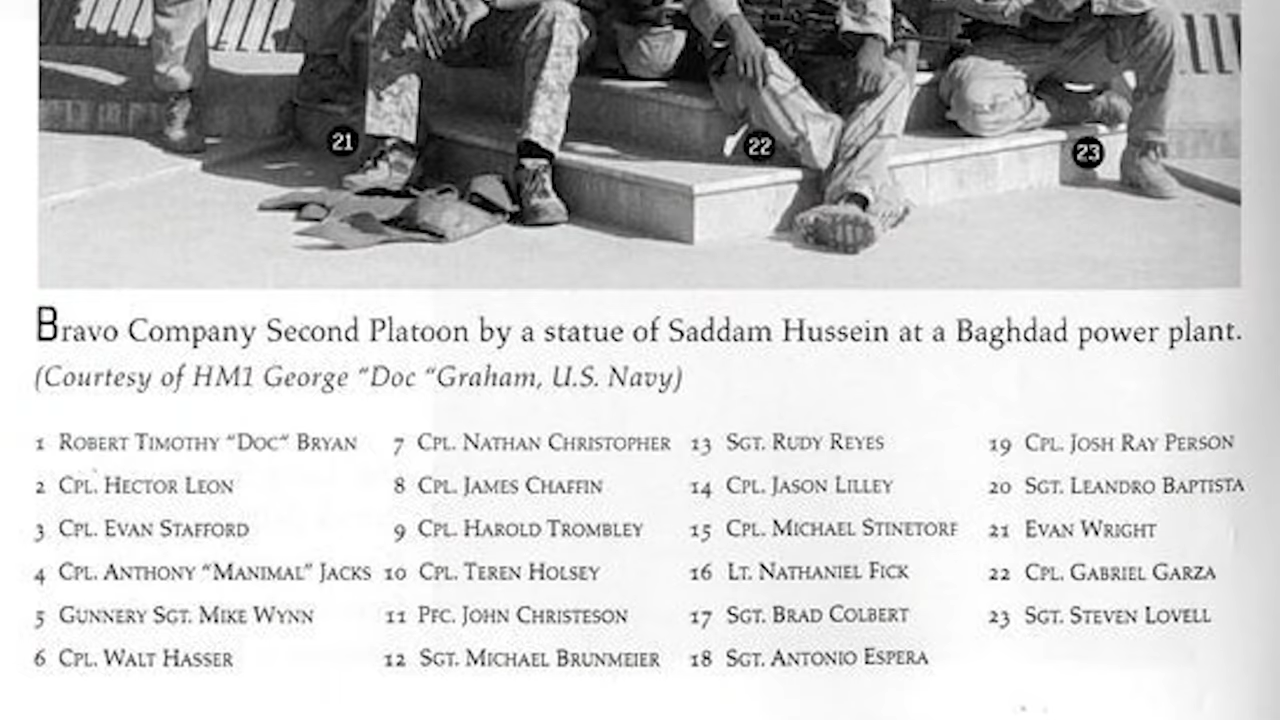 21
22
23
Bravo Company Second Platoon by a statue of Saddam Hussein at a Baghdad power plant.
(Courtesy of HM1 George "Doc "Graham, U.S. Navy)
1 Robert Timothy "Doc" Bryan
2 Cpl. Hector Leon
3 Cpl. Evan Stafford
4 Cpl. Anthony "Manimal" Jacks
5 Gunnery Sgt. Mike Wynn
6 Cpl. Walt Hasser
7 Cpl. Nathan Christopher
8 Cpl. James Chaffin
9 Cpl. Harold Trombley
10 Cpl. Teren Holsey
11 Pfc. John Christeson
12 Sgt. Michael Brunmeier
13 Sgt. Rudy Reyes
14 Cpl. Jason Lilley
15 Cpl. Michael Stinetorf
16 Lt. Nathaniel Fick
17 Sgt. Brad Colbert
18 Sgt. Antonio Espera
19 Cpl. Josh Ray Person
20 Sgt. Leandro Baptista
21 Evan Wright
22 Cpl. Gabriel Garza
23 Sgt. Steven Lovell